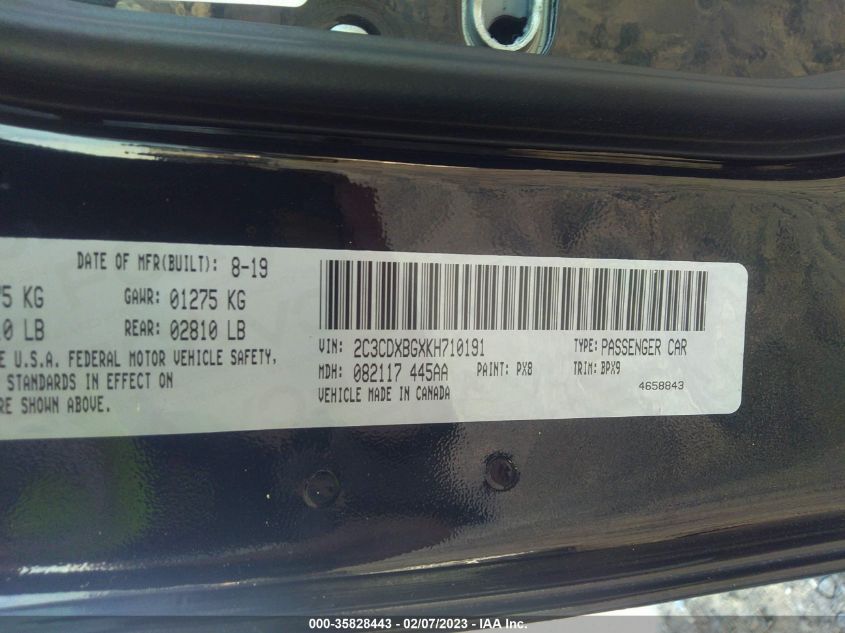 DATE OF MFR(BUILT): 8-19
5 KG GAWR: 01275 KG
0 LB REAR: 02810 LB
E U.S.A. FEDERAL MOTOR VEHICLE SAFETY,
STANDARDS IN EFFECT ON
RE SHOWN ABOVE.
VIN: 2C3CDXBGXKH710191 TYPE: PASSENGER CAR
MDH: 082117 445AA PAINT: PX8 TRIM: BPX9
VEHICLE MADE IN CANADA 4658843
000-35828443 - 02/07/2023 - © IAA Inc.